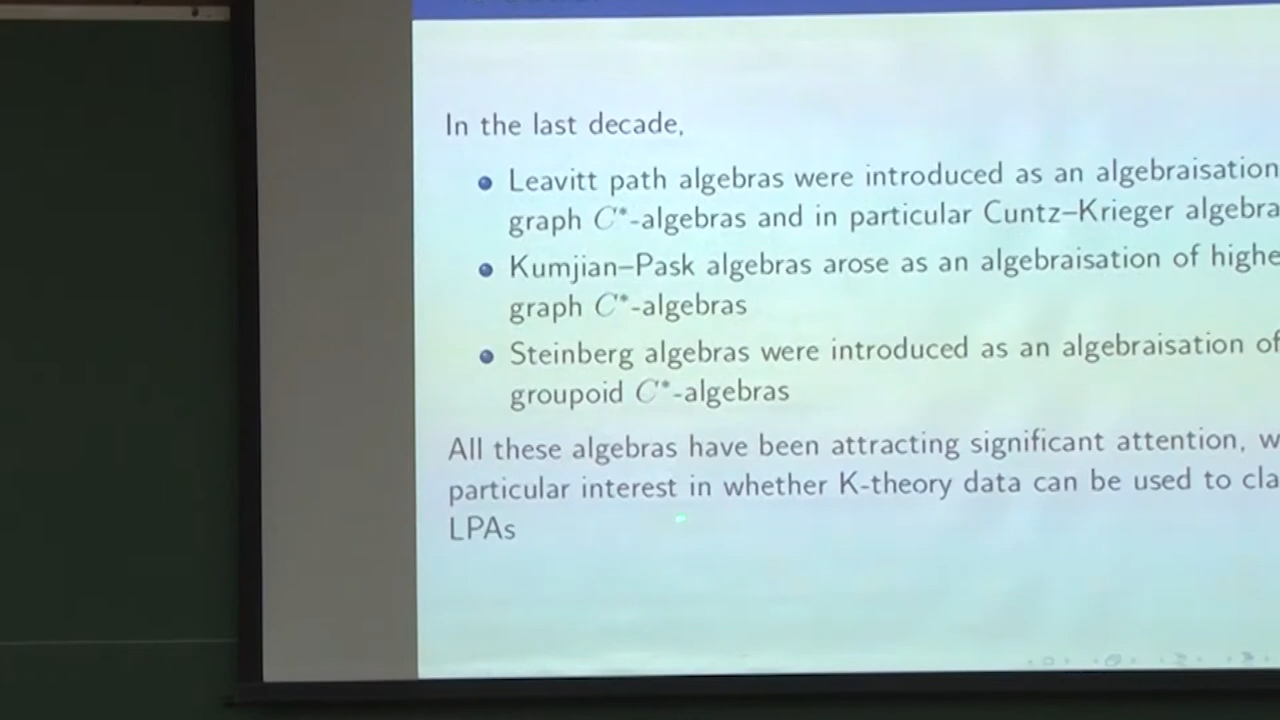 In the last decade,
• Leavitt path algebras were introduced as an algebraisation
graph C*-algebras and in particular Cuntz–Krieger algebra
• Kumjian–Pask algebras arose as an algebraisation of highe
graph C*-algebras
• Steinberg algebras were introduced as an algebraisation of
groupoid C*-algebras
All these algebras have been attracting significant attention, w
particular interest in whether K-theory data can be used to cla
LPAs